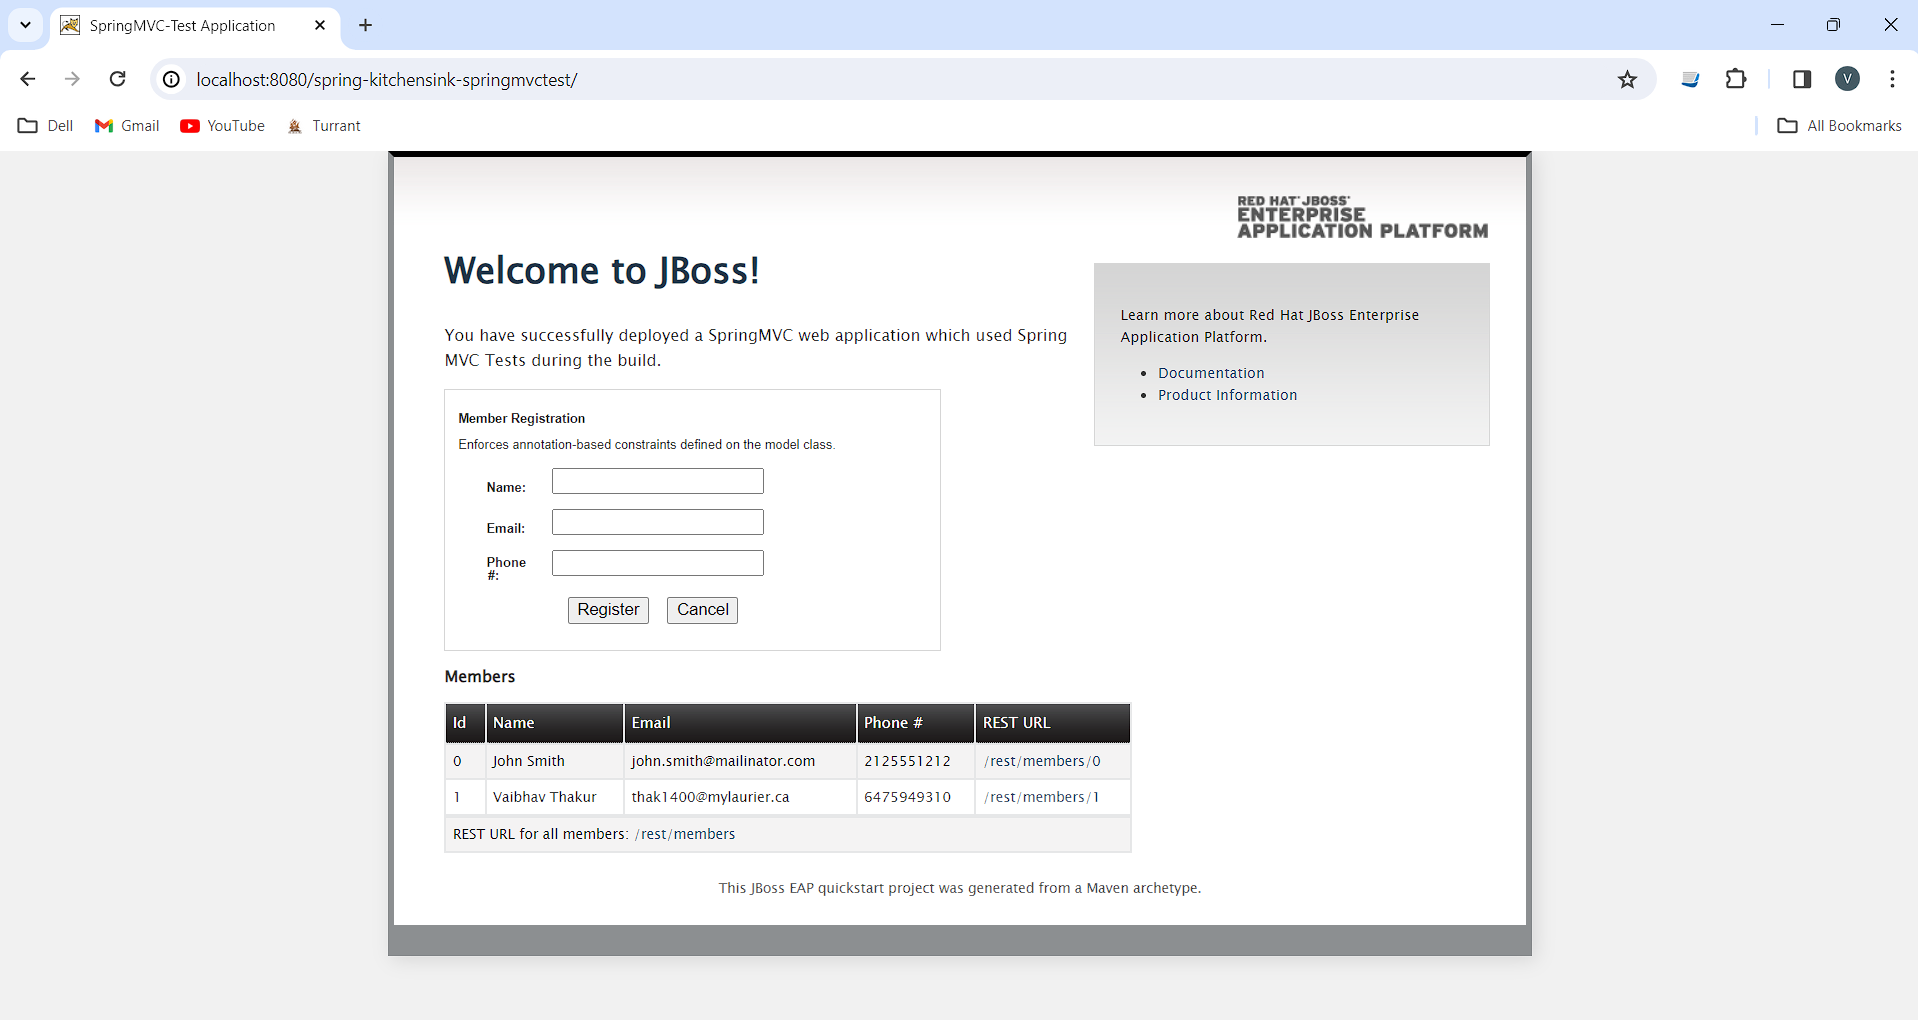 SpringMVC-Test Application
localhost:8080/spring-kitchensink-springmvctest/
V
Dell Gmail YouTube Turrant All Bookmarks
RED HAT® JBOSS®
ENTERPRISE
APPLICATION PLATFORM
Welcome to JBoss!
You have successfully deployed a SpringMVC web application which used Spring
MVC Tests during the build.
Learn more about Red Hat JBoss Enterprise
Application Platform.
• Documentation
• Product Information
Member Registration
Enforces annotation-based constraints defined on the model class.
Name:
Email:
Phone
#:
Register Cancel
Members
Id Name Email Phone # REST URL
0 John Smith john.smith@mailinator.com 2125551212 /rest/members/0
1 Vaibhav Thakur thak1400@mylaurier.ca 6475949310 /rest/members/1
REST URL for all members: /rest/members
This JBoss EAP quickstart project was generated from a Maven archetype.